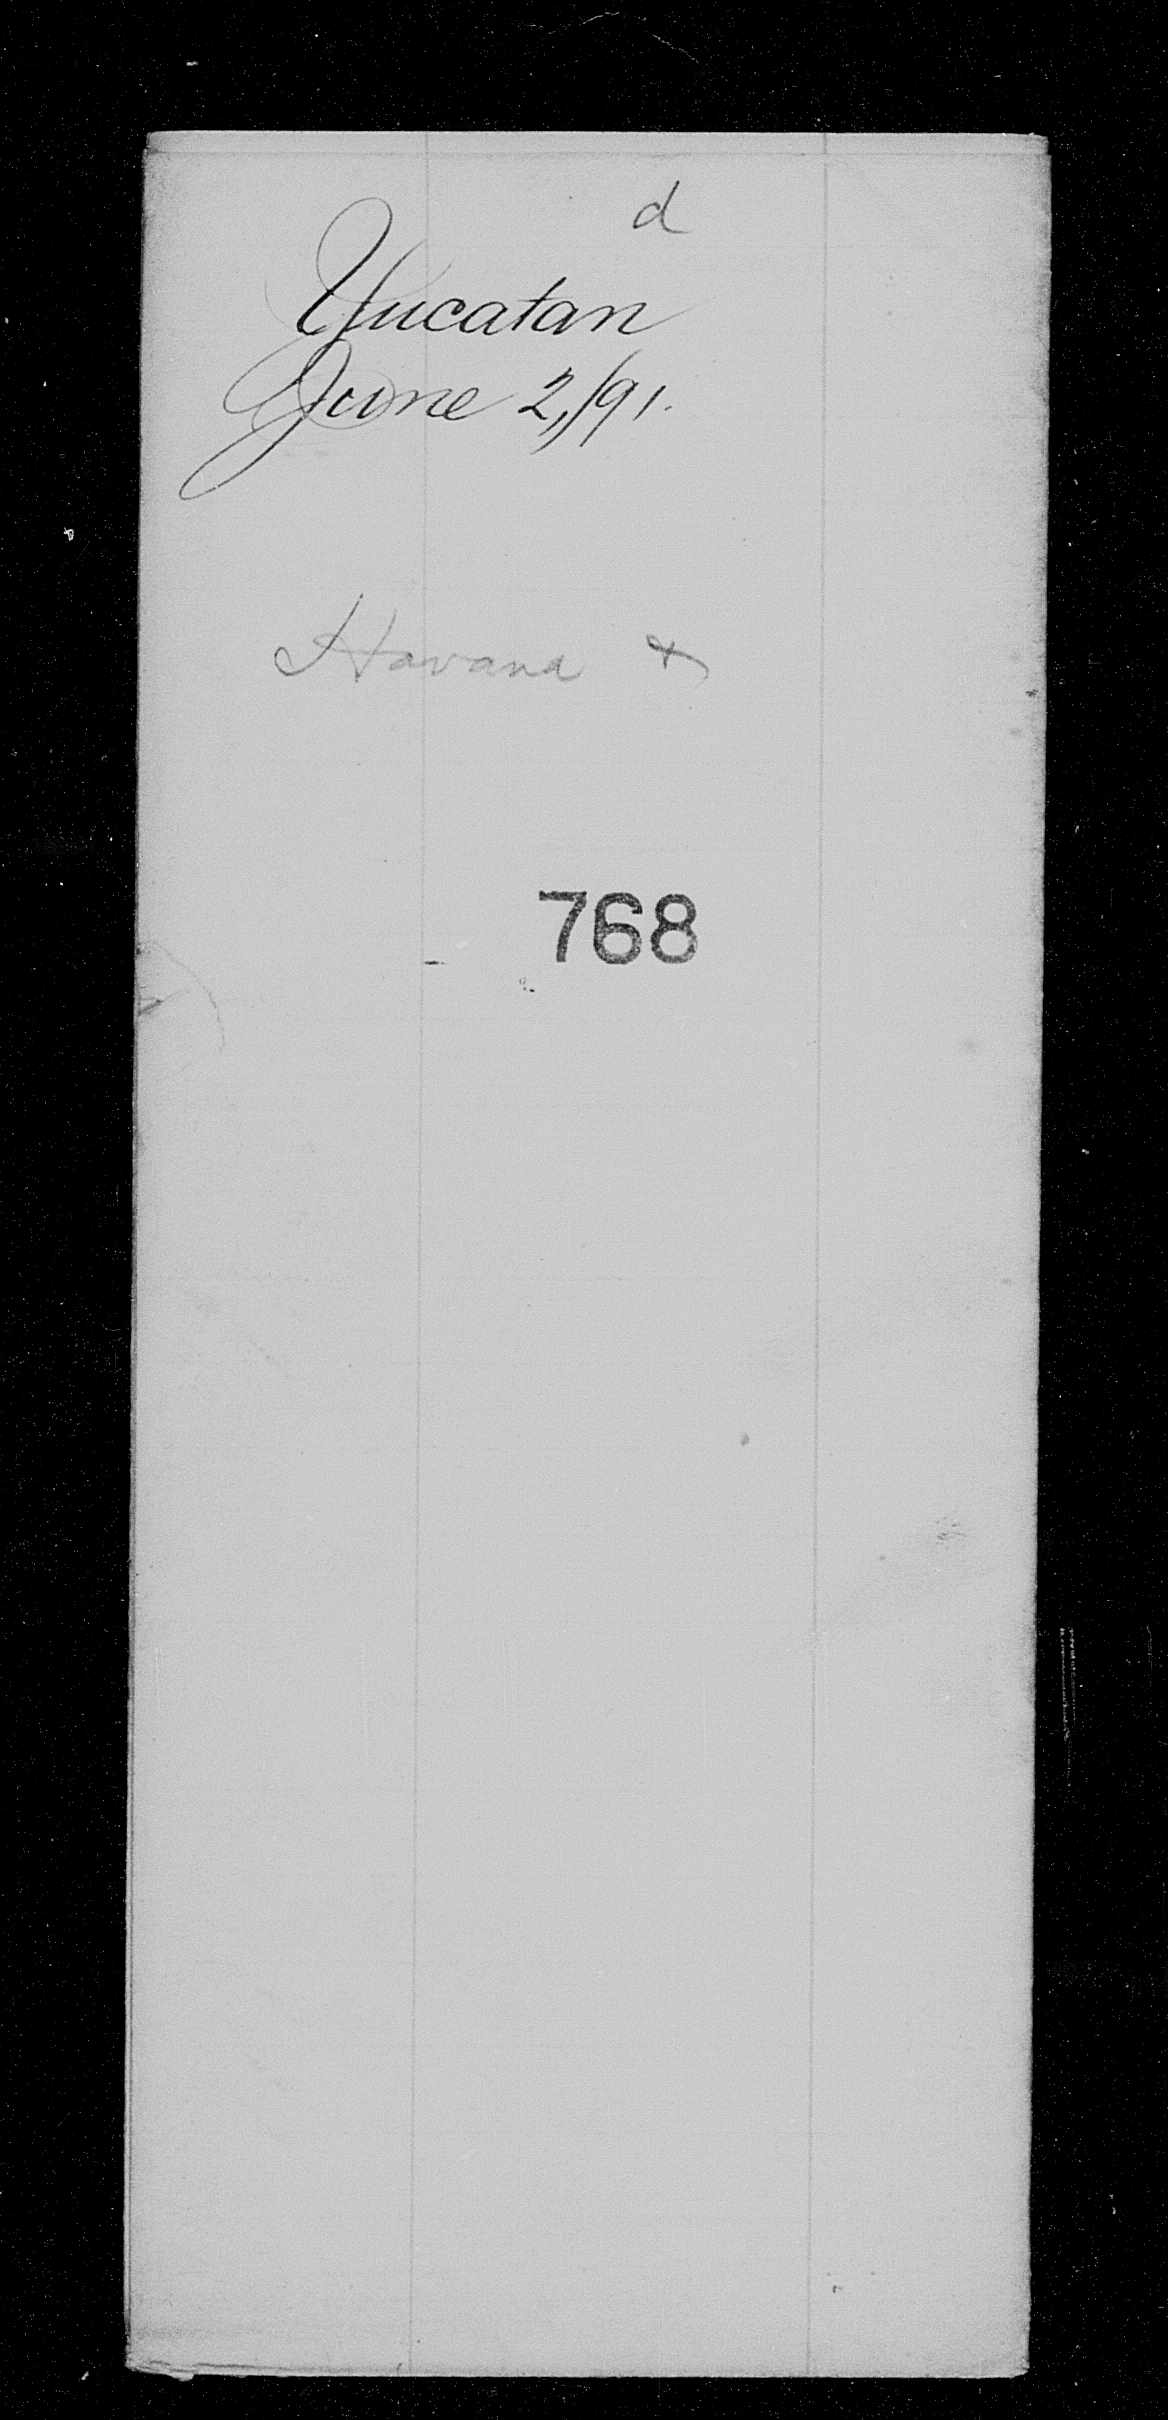 d
Yucatan
June 2, /91.
Havana &
768